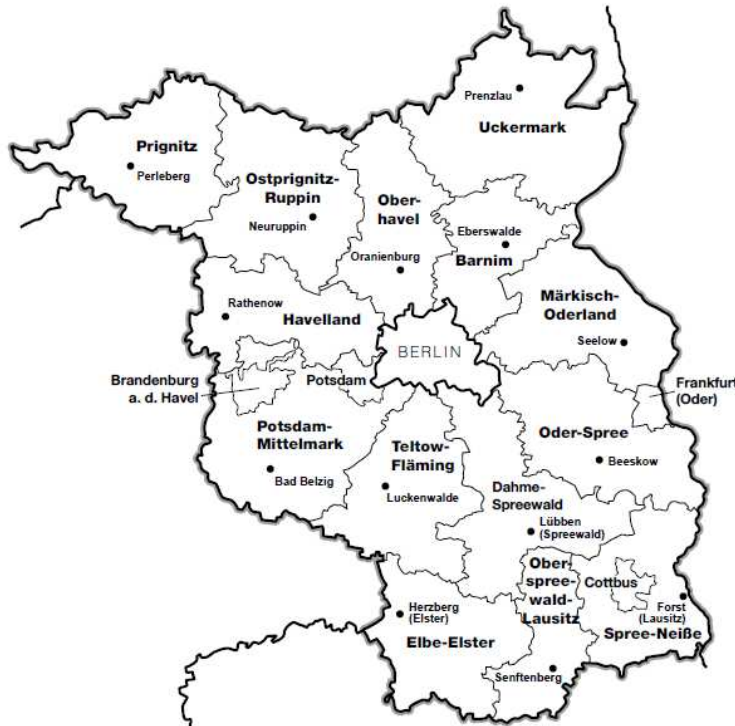 Prenzlau
Uckermark
Prignitz
Perleberg
Ostprignitz-
Ruppin
Neuruppin
Ober-
havel
Oranienburg
Eberswalde
Barnim
Märkisch-
Oderland
Seelow
Rathenow
Havelland
BERLIN
Brandenburg
a. d. Havel
Potsdam
Frankfurt
(Oder)
Potsdam-
Mittelmark
Bad Belzig
Teltow-
Fläming
Luckenwalde
Oder-Spree
Beeskow
Dahme-
Spreewald
Lübben
(Spreewald)
Ober-
spree-
wald-
Lausitz
Senftenberg
Cottbus
Forst
(Lausitz)
Spree-Neiße
Herzberg
(Elster)
Elbe-Elster